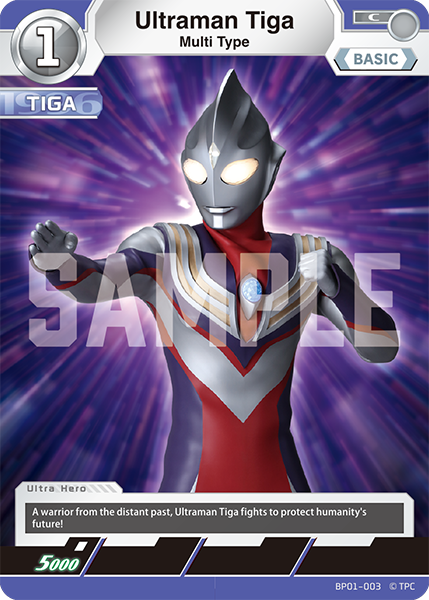 1
Ultraman Tiga
Multi Type
C
BASIC
1996
TIGA
SAMPLE
Ultra Hero
A warrior from the distant past, Ultraman Tiga fights to protect humanity's
future!
5000
BP01-003 © TPC